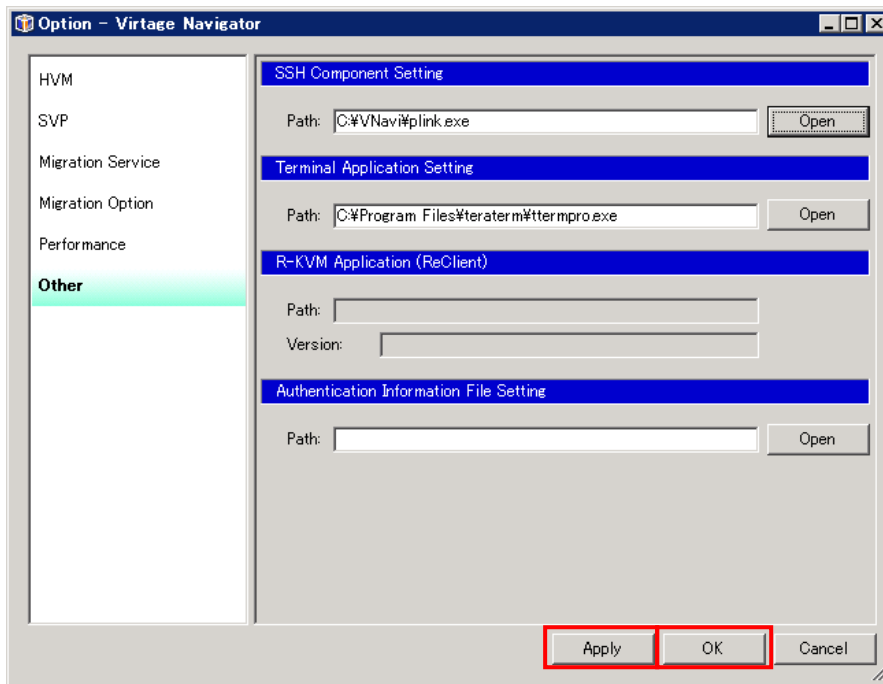 Option - Virtage Navigator
HVM
SVP
Migration Service
Migration Option
Performance
Other
SSH Component Setting
Path: C:¥VNavi¥plink.exe Open
Terminal Application Setting
Path: C:¥Program Files¥teraterm¥ttermpro.exe Open
R-KVM Application (ReClient)
Path:
Version:
Authentication Information File Setting
Path: Open
Apply OK Cancel